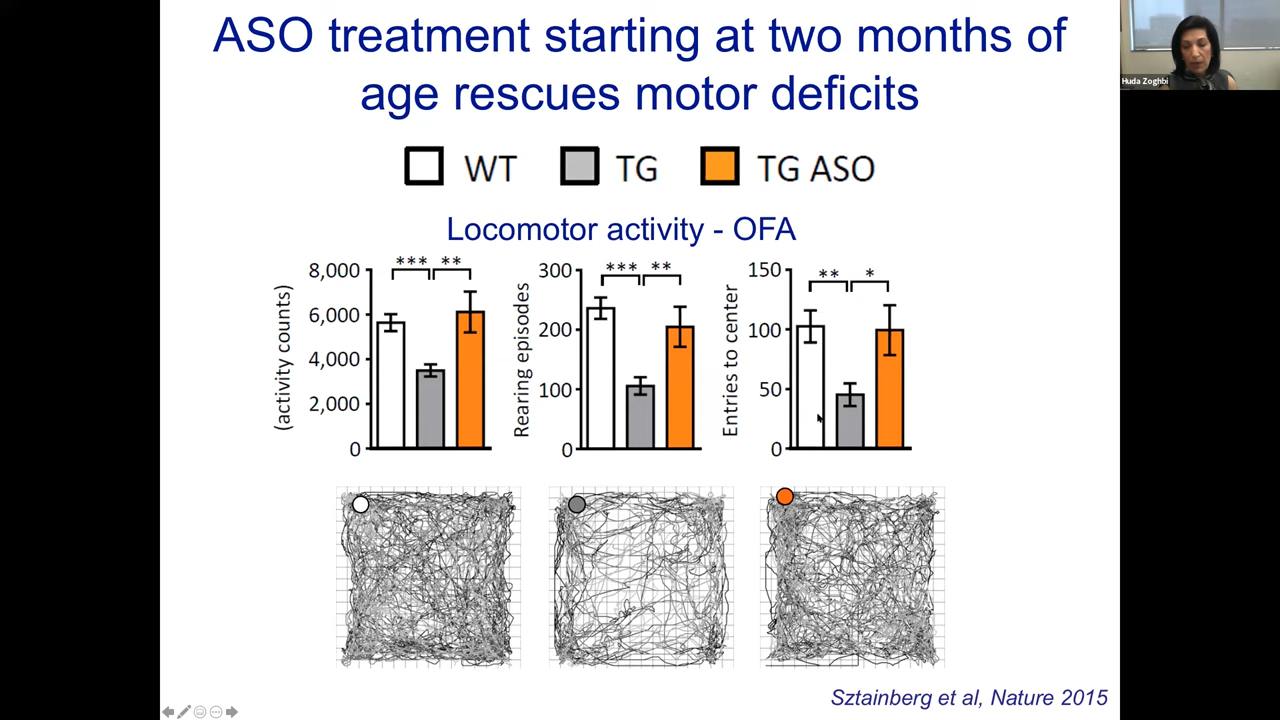 ASO treatment starting at two months of
age rescues motor deficits
Huda Zoghbi
WT TG TG ASO
Locomotor activity - OFA
(activity counts)
8,000
6,000
4,000
2,000
0
*** **
Rearing episodes
300
200
100
0
*** **
Entries to center
150
100
50
0
** *
Sztainberg et al, Nature 2015